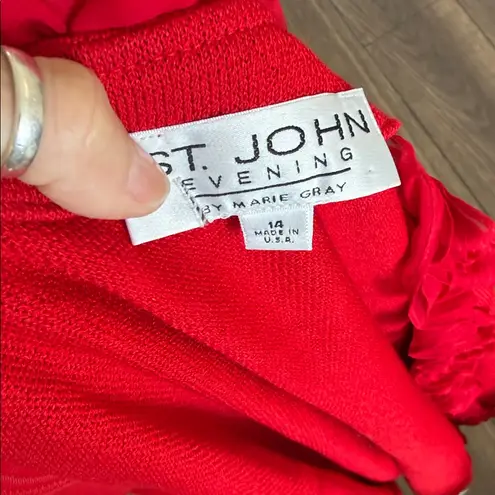 ST. JOHN
EVENING
BY MARIE GRAY
14
MADE IN
U.S.A.